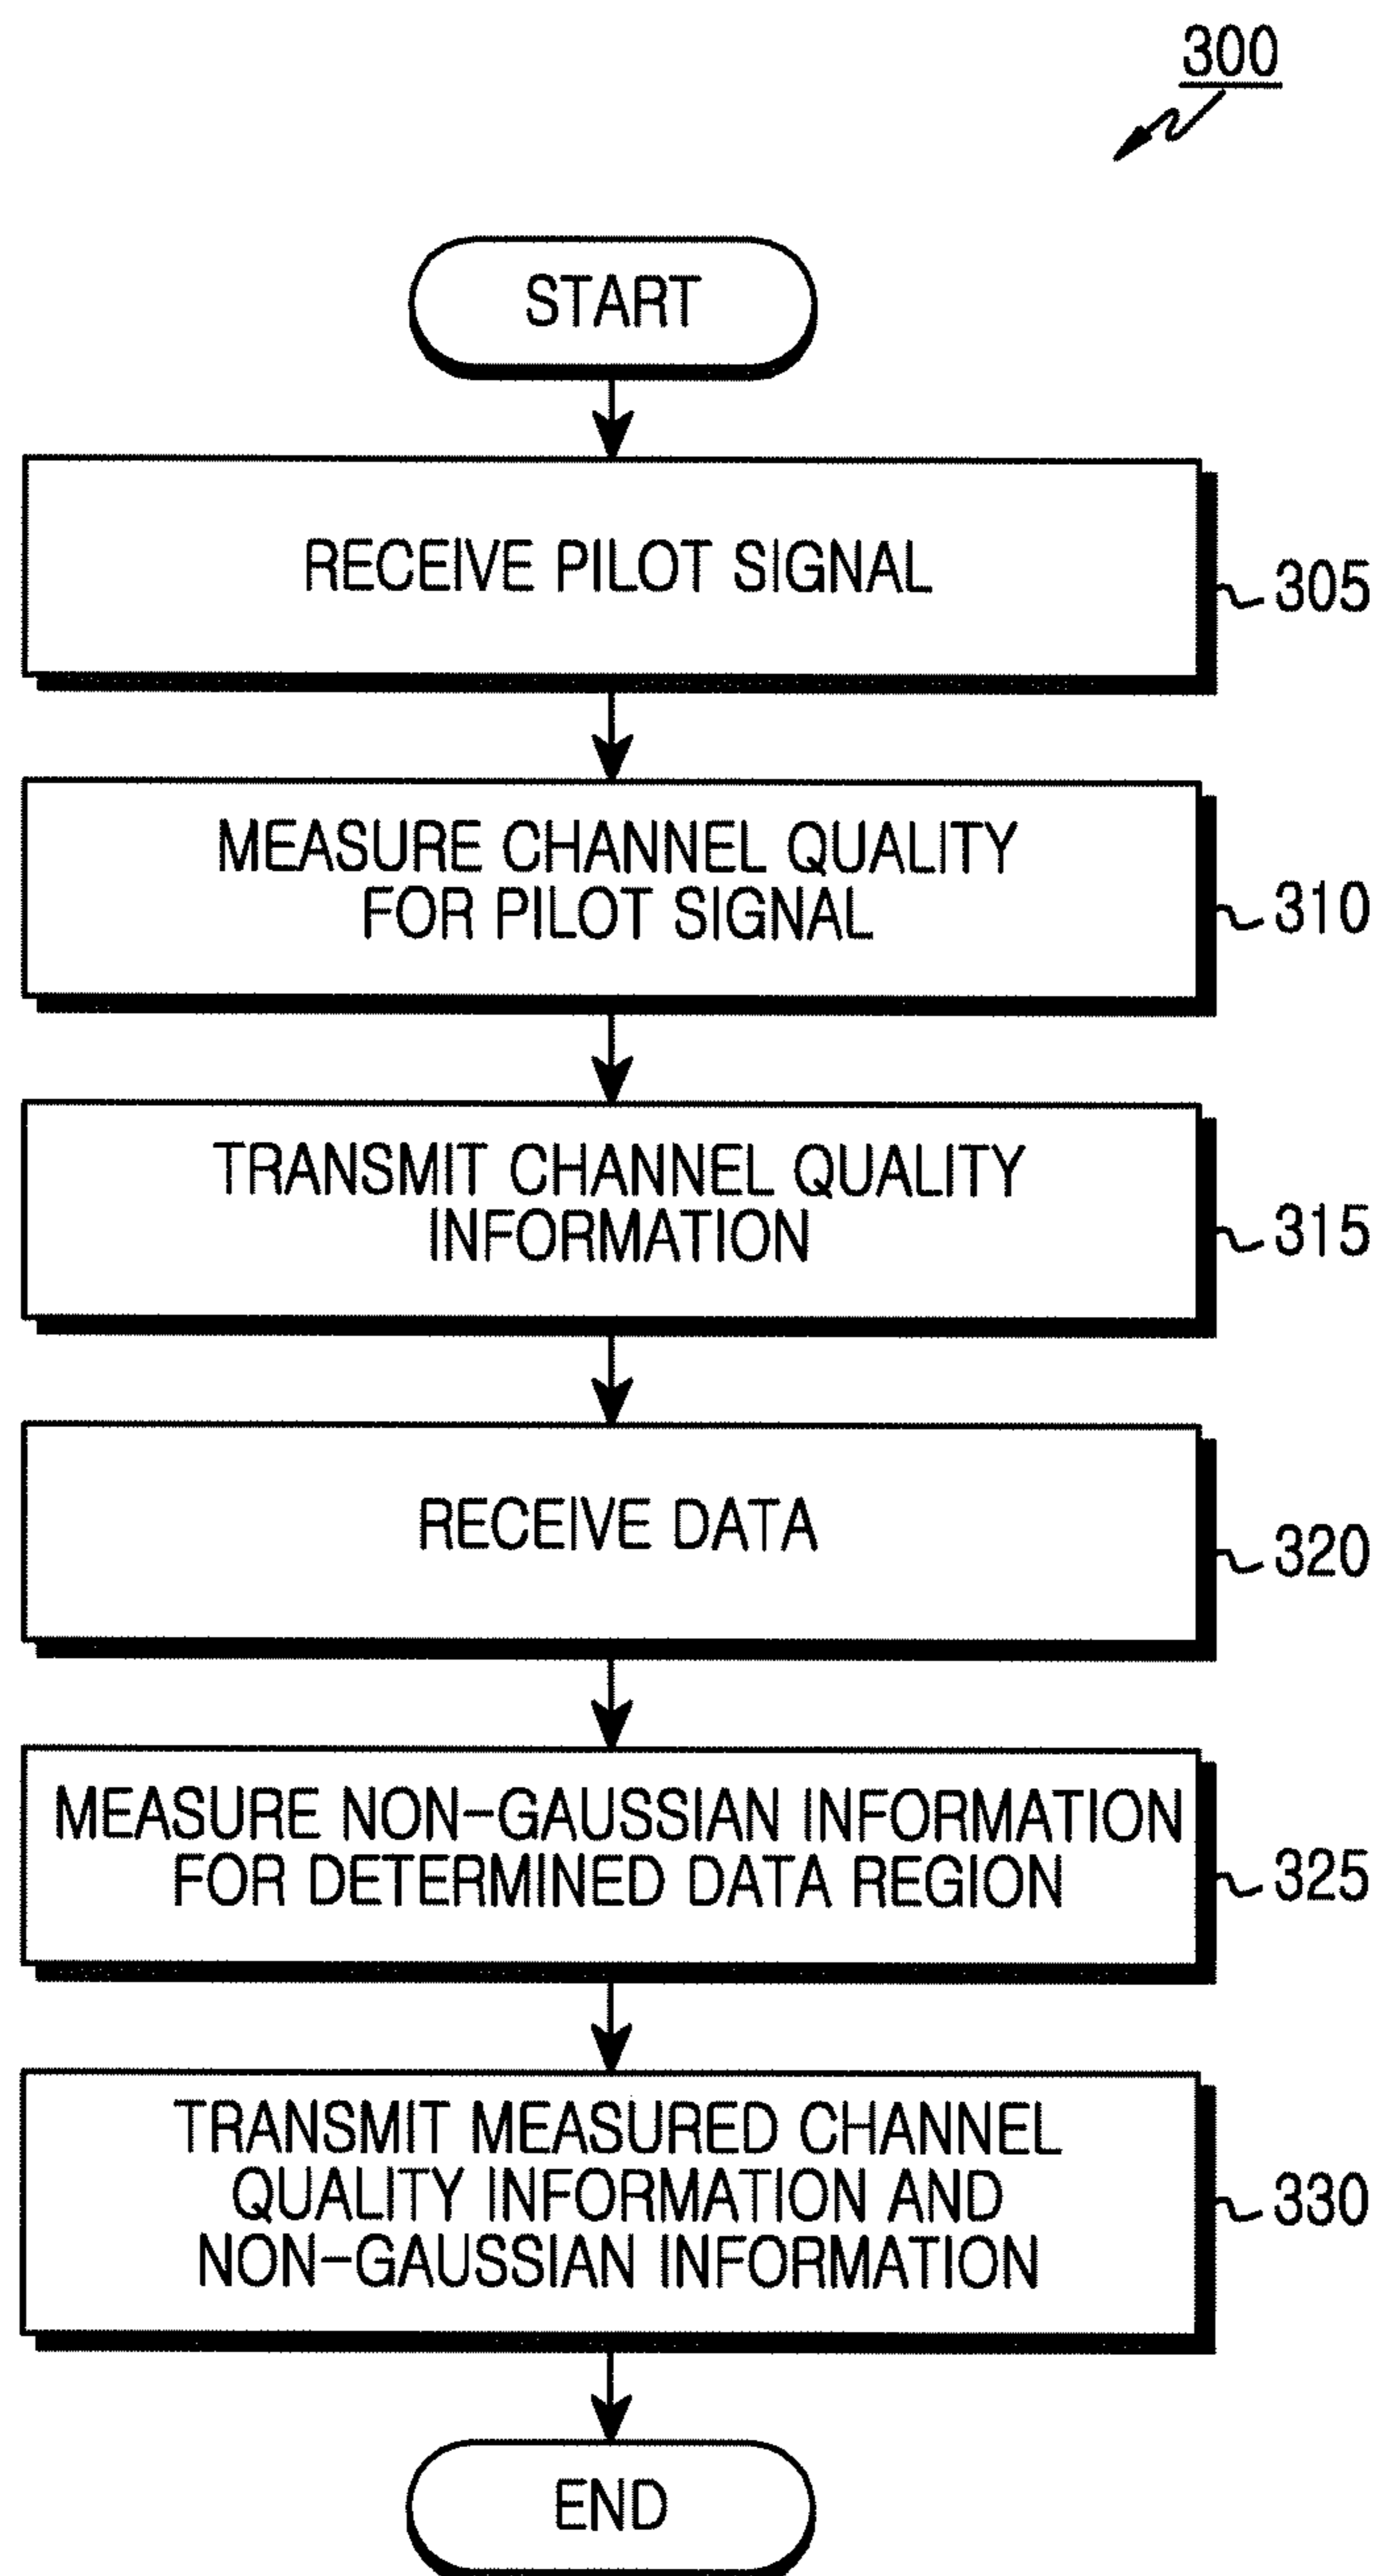 300
START
RECEIVE PILOT SIGNAL
305
MEASURE CHANNEL QUALITY
FOR PILOT SIGNAL
310
TRANSMIT CHANNEL QUALITY
INFORMATION
315
RECEIVE DATA
320
MEASURE NON-GAUSSIAN INFORMATION
FOR DETERMINED DATA REGION
325
TRANSMIT MEASURED CHANNEL
QUALITY INFORMATION AND
NON-GAUSSIAN INFORMATION
330
END